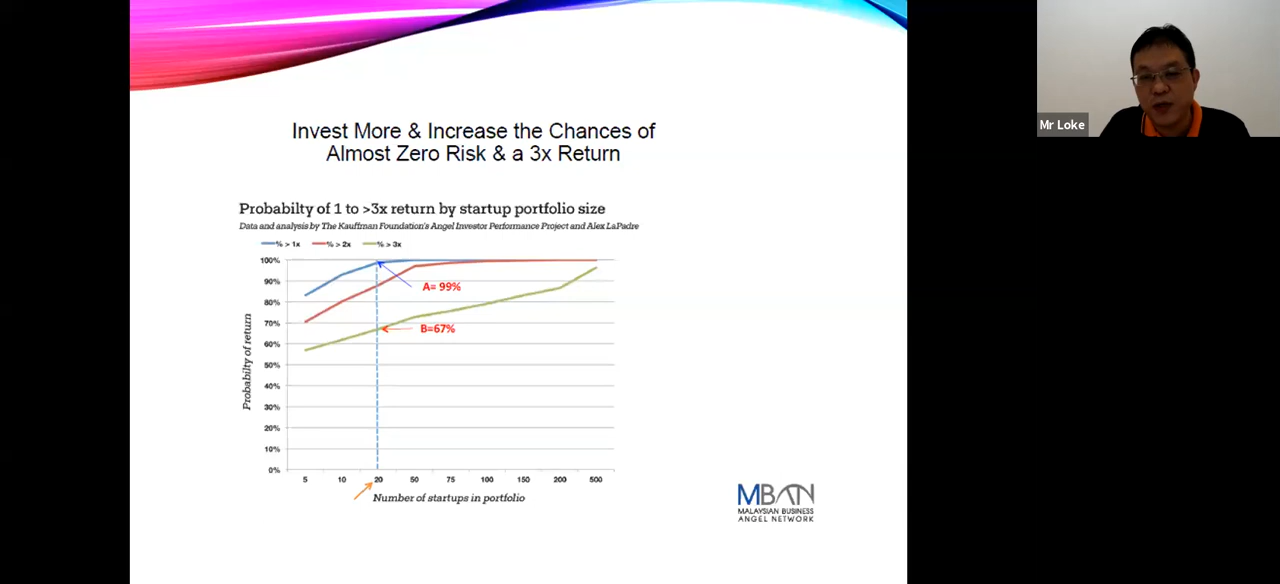 Invest More & Increase the Chances of
Almost Zero Risk & a 3x Return
Probabilty of 1 to >3x return by startup portfolio size
Data and analysis by The Kauffman Foundation's Angel Investor Performance Project and Alex LaPadre
% > 1x % > 2x % > 3x
100%
90%
80%
70%
60%
50%
40%
30%
20%
10%
0%
Probabilty of return
A= 99%
B=67%
5 10 20 50 75 100 150 200 500
Number of startups in portfolio
MBAN
MALAYSIAN BUSINESS
ANGEL NETWORK
Mr Loke